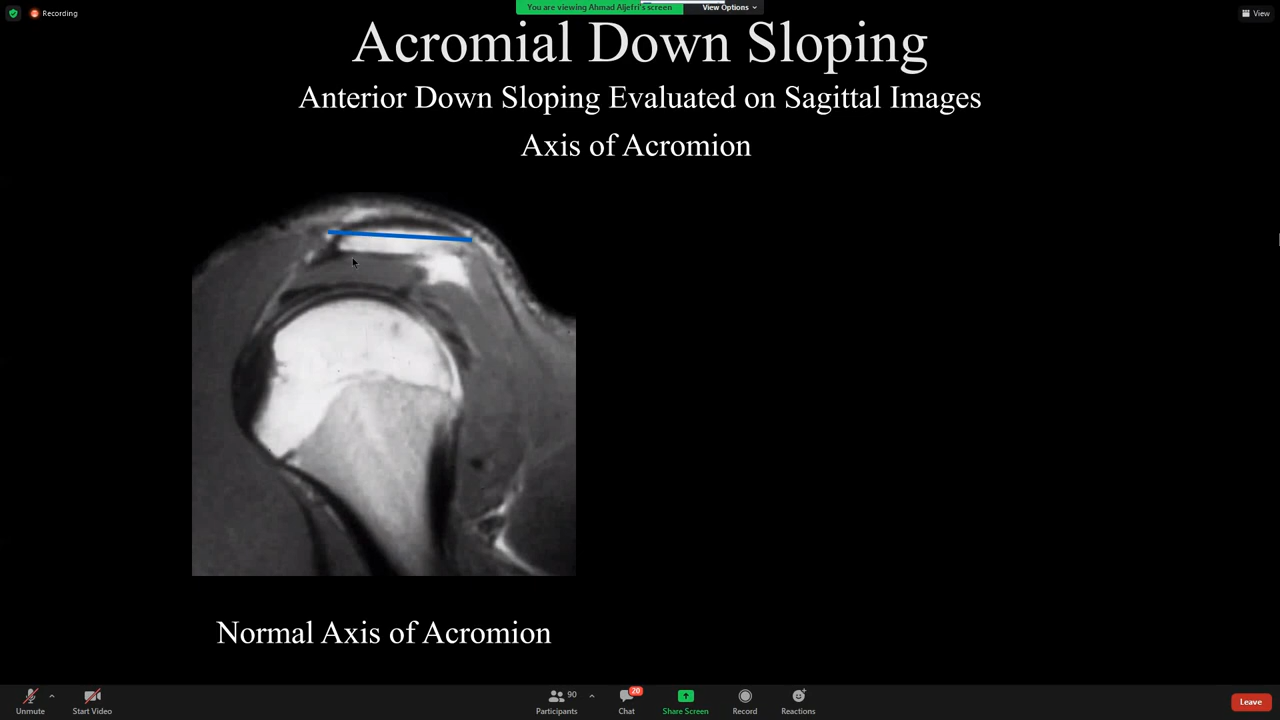 Recording
You are viewing Ahmad Aljefri's screen
View Options
View
Acromial Down Sloping
Anterior Down Sloping Evaluated on Sagittal Images
Axis of Acromion
Normal Axis of Acromion
Unmute
Start Video
90
Participants
20
Chat
Share Screen
Record
Reactions
Leave